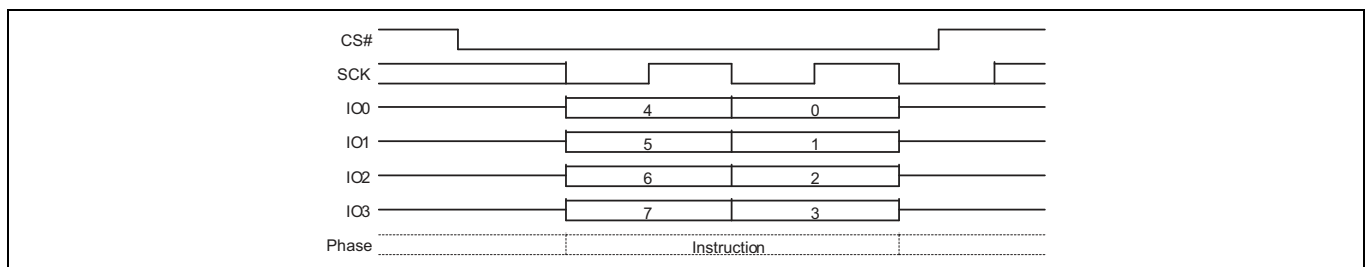 CS#
SCK
IO0 4 0
IO1 5 1
IO2 6 2
IO3 7 3
Phase Instruction